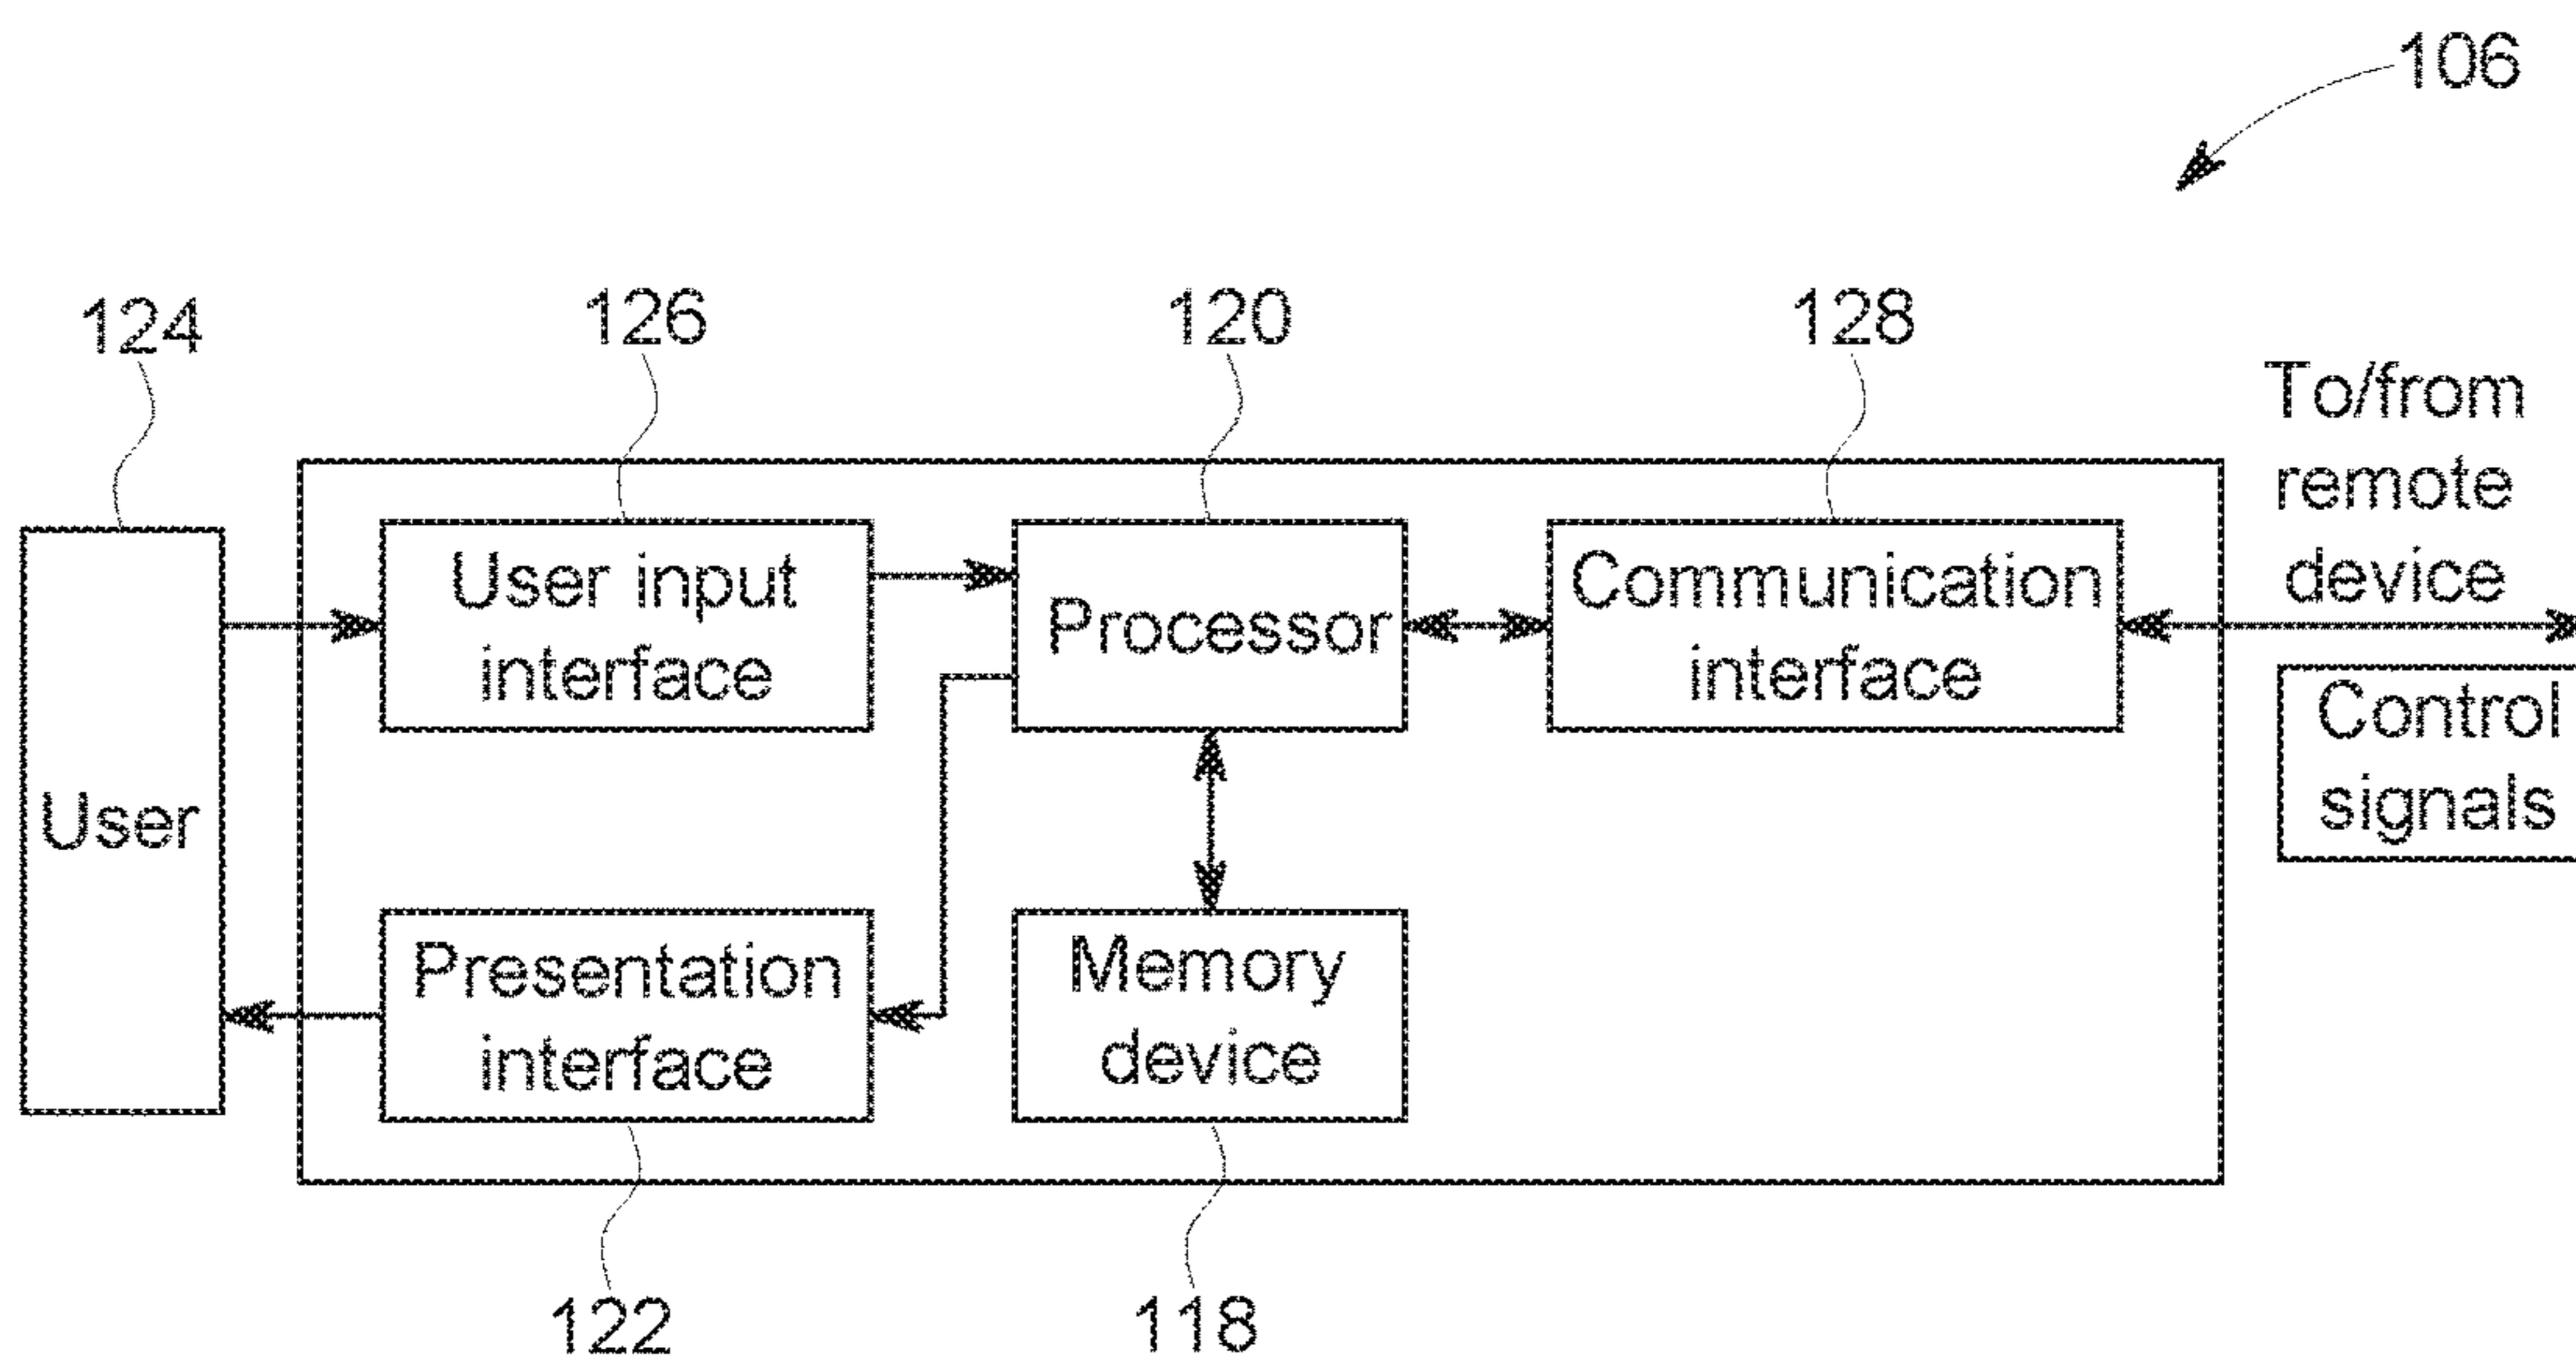 106
124
126
120
128
To/from
remote
device
User input
interface
Processor
Communication
interface
Control
signals
User
Presentation
interface
Memory
device
122
118